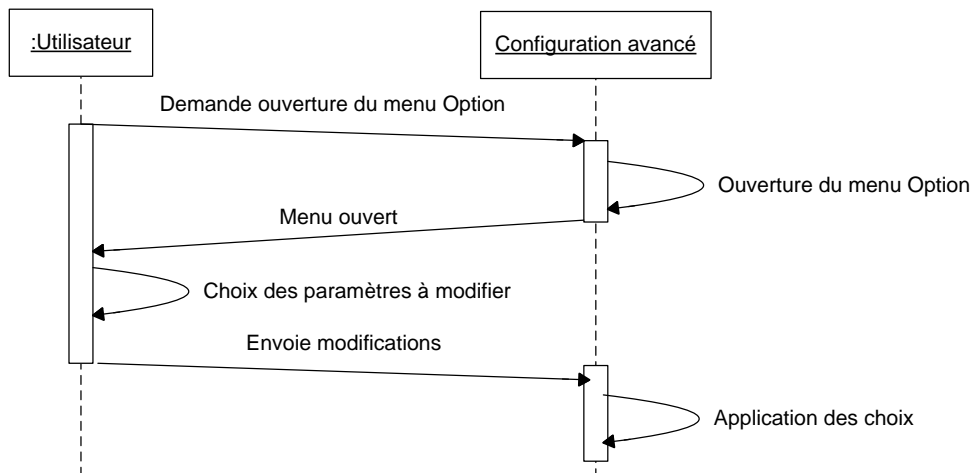 :Utilisateur
Configuration avancé
Demande ouverture du menu Option
Ouverture du menu Option
Menu ouvert
Choix des paramètres à modifier
Envoie modifications
Application des choix